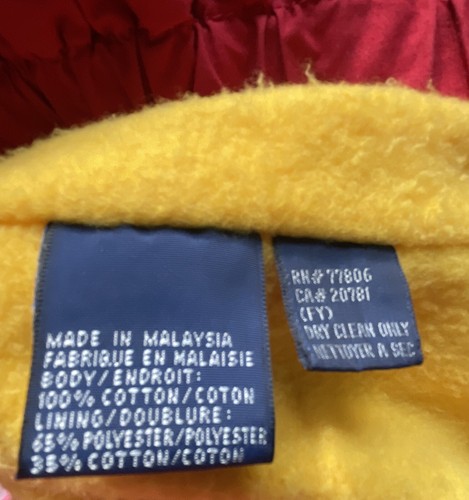 MADE IN MALAYSIA
FABRIQUE EN MALAISIE
BODY/ENDROIT:
100% COTTON/COTON
LINING/DOUBLURE:
65% POLYESTER/POLYESTER
35% COTTON/COTON
RN# 77806
CA# 20781
(FY)
DRY CLEAN ONLY
NETTOYER A SEC